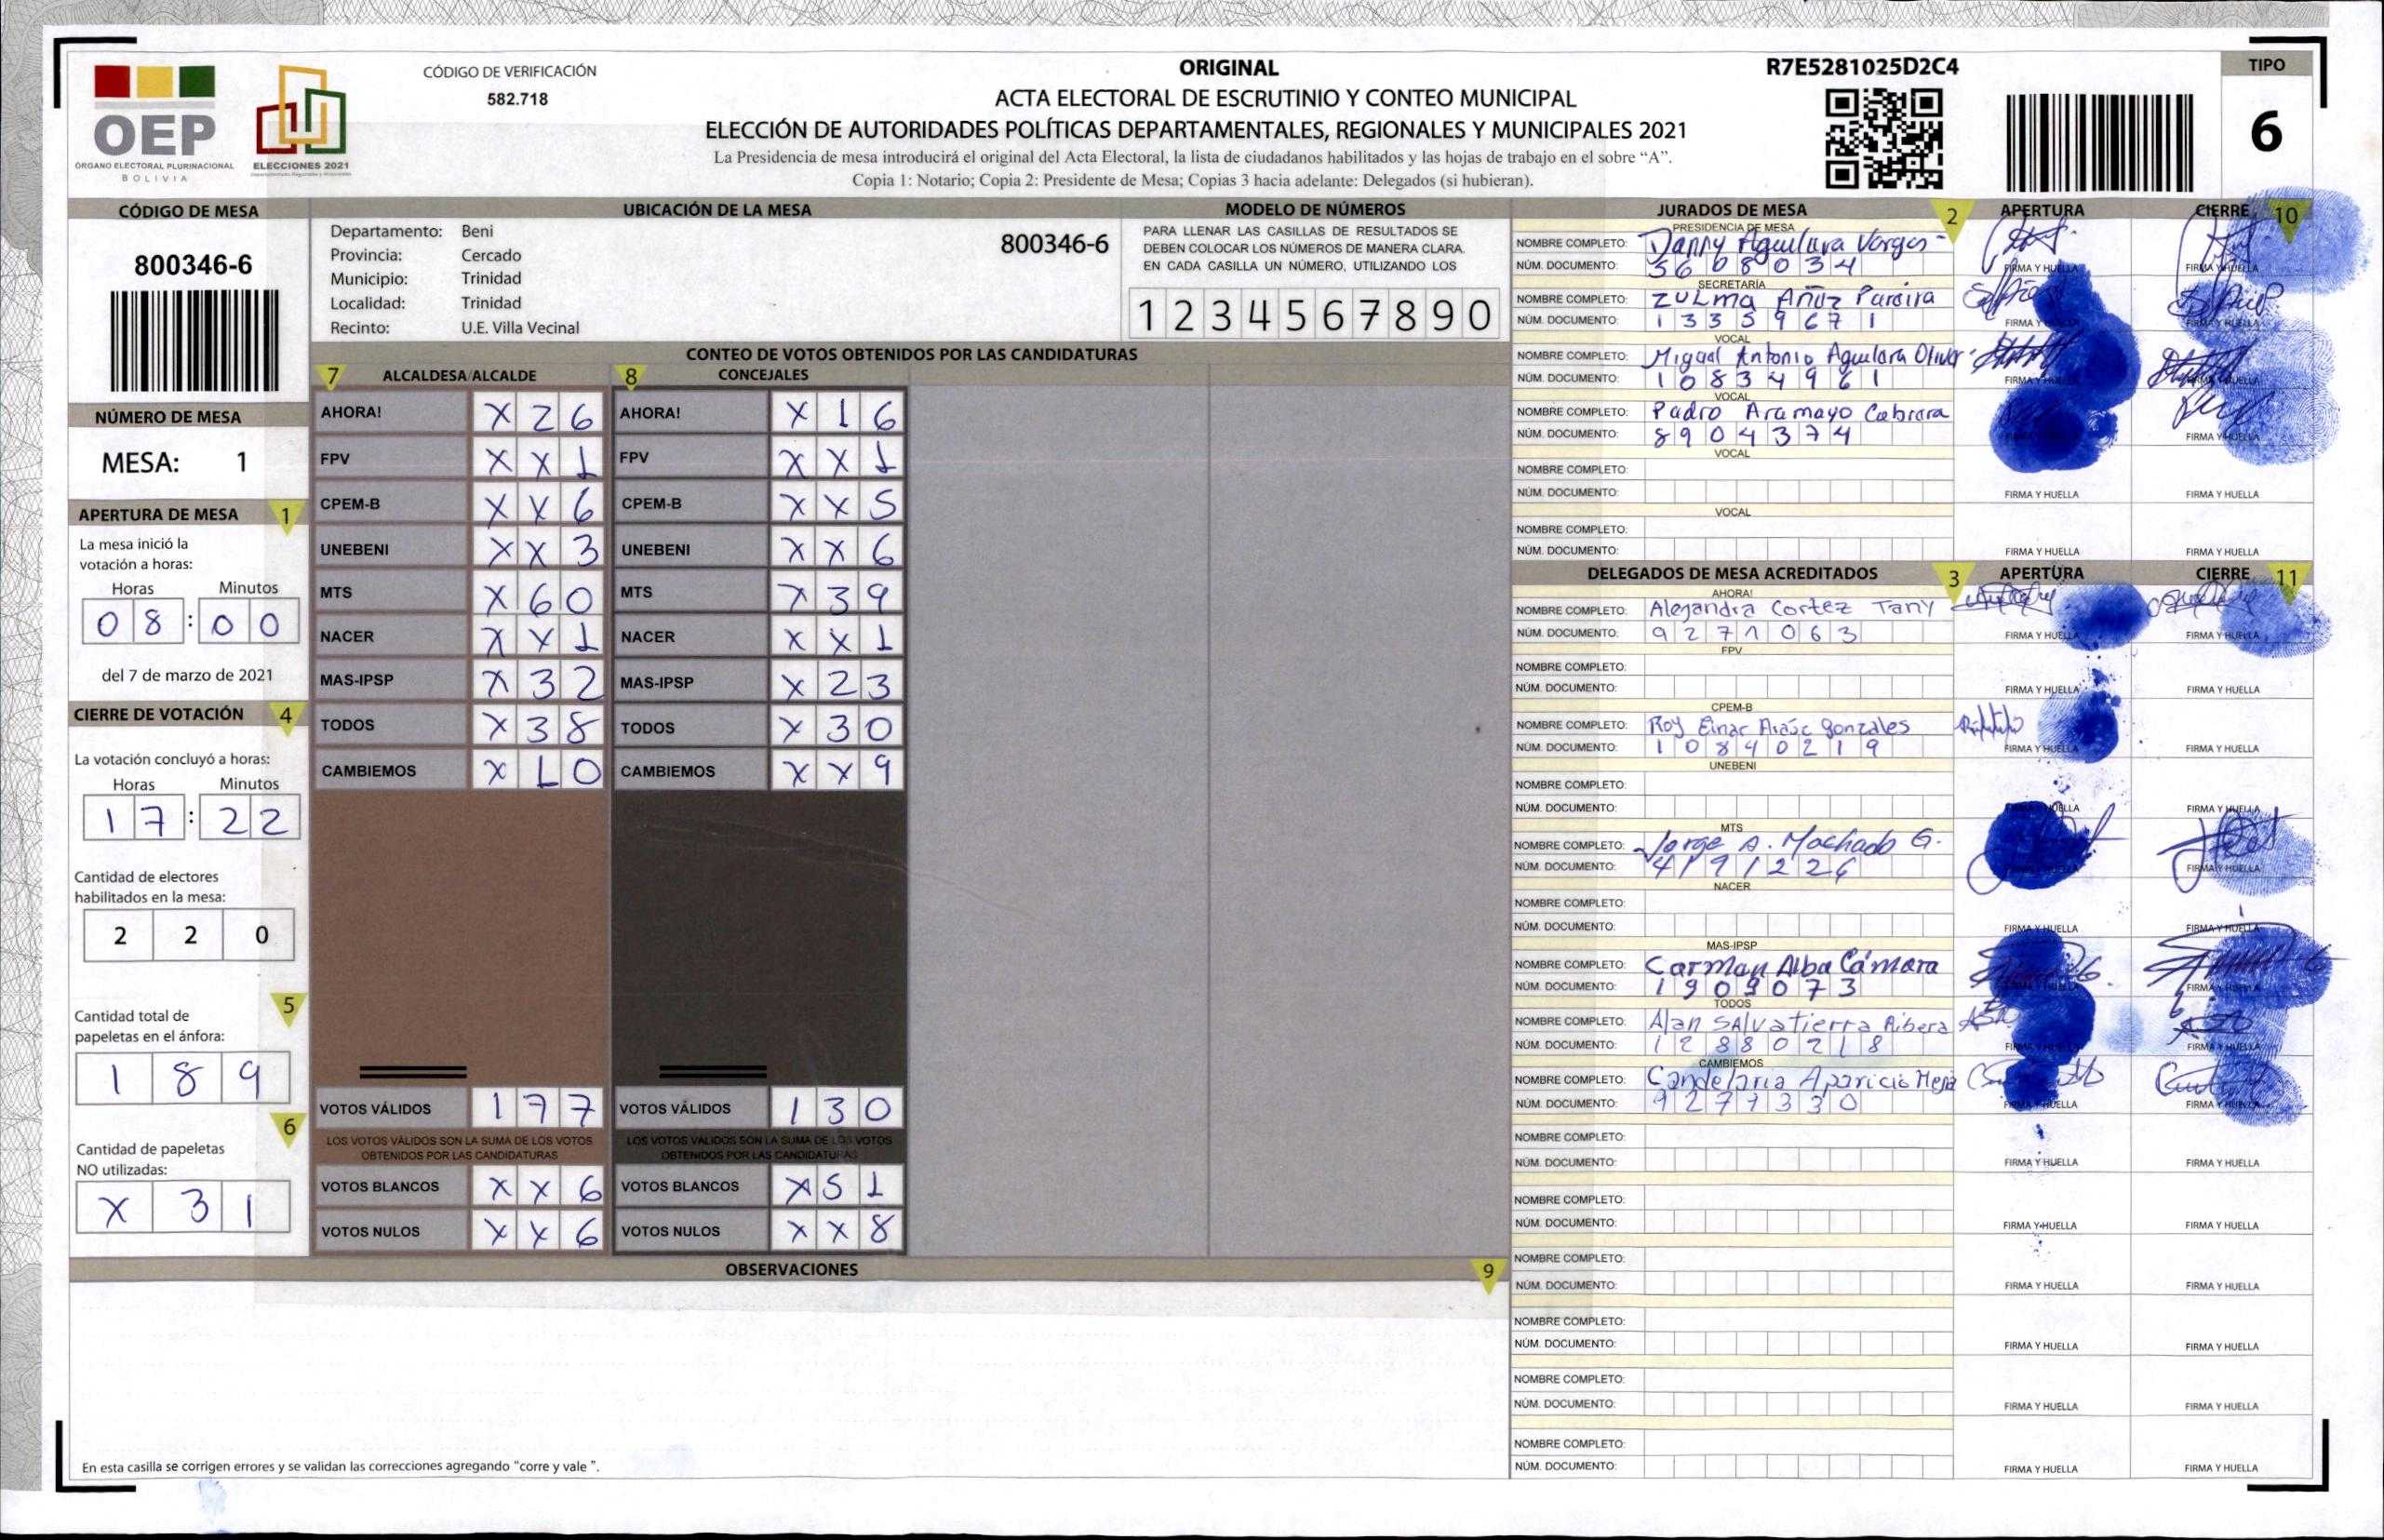 OEP
ÓRGANO ELECTORAL PLURINACIONAL
BOLIVIA
ELECCIONES 2021
CÓDIGO DE VERIFICACIÓN
582.718
ORIGINAL
ACTA ELECTORAL DE ESCRUTINIO Y CONTEO MUNICIPAL
ELECCIÓN DE AUTORIDADES POLÍTICAS DEPARTAMENTALES, REGIONALES Y MUNICIPALES 2021
La Presidencia de mesa introducirá el original del Acta Electoral, la lista de ciudadanos habilitados y las hojas de trabajo en el sobre “A”.
Copia 1: Notario; Copia 2: Presidente de Mesa; Copias 3 hacia adelante: Delegados (si hubieran).
R7E5281025D2C4
TIPO
6
CÓDIGO DE MESA
800346-6
NÚMERO DE MESA
MESA: 1
APERTURA DE MESA 1
La mesa inició la
votación a horas:
Horas Minutos
0 8 : 0 0
del 7 de marzo de 2021
CIERRE DE VOTACIÓN 4
La votación concluyó a horas:
Horas Minutos
1 7 : 2 2
Cantidad de electores
habilitados en la mesa:
2 2 0
5
Cantidad total de
papeletas en el ánfora:
1 8 9
6
Cantidad de papeletas
NO utilizadas:
X 3 1
UBICACIÓN DE LA MESA
Departamento: Beni
Provincia: Cercado
Municipio: Trinidad
Localidad: Trinidad
Recinto: U.E. Villa Vecinal
800346-6
MODELO DE NÚMEROS
PARA LLENAR LAS CASILLAS DE RESULTADOS SE
DEBEN COLOCAR LOS NÚMEROS DE MANERA CLARA.
EN CADA CASILLA UN NÚMERO, UTILIZANDO LOS
1 2 3 4 5 6 7 8 9 0
CONTEO DE VOTOS OBTENIDOS POR LAS CANDIDATURAS
7 ALCALDESA/ALCALDE 8 CONCEJALES
AHORA! X 2 6 AHORA! X 1 6
FPV X X 1 FPV X X 1
CPEM-B X X 6 CPEM-B X X 5
UNEBENI X X 3 UNEBENI X X 6
MTS X 6 0 MTS X 3 9
NACER X X 1 NACER X X 1
MAS-IPSP X 3 2 MAS-IPSP X 2 3
TODOS X 3 8 TODOS X 3 0
CAMBIEMOS X 1 0 CAMBIEMOS X X 9
VOTOS VÁLIDOS 1 7 7 VOTOS VÁLIDOS 1 3 0
LOS VOTOS VÁLIDOS SON LA SUMA DE LOS VOTOS LOS VOTOS VÁLIDOS SON LA SUMA DE LOS VOTOS
OBTENIDOS POR LAS CANDIDATURAS OBTENIDOS POR LAS CANDIDATURAS
VOTOS BLANCOS X X 6 VOTOS BLANCOS X 5 1
VOTOS NULOS X X 6 VOTOS NULOS X X 8
OBSERVACIONES 9
En esta casilla se corrigen errores y se validan las correcciones agregando "corre y vale ".
JURADOS DE MESA 2 APERTURA CIERRE 10
PRESIDENCIA DE MESA
NOMBRE COMPLETO: Danny Aguilera Vargas
NÚM. DOCUMENTO: 5 6 0 8 0 3 4 FIRMA Y HUELLA FIRMA Y HUELLA
SECRETARÍA
NOMBRE COMPLETO: Zulma Añez Pareira
NÚM. DOCUMENTO: 1 3 3 5 9 6 7 1 FIRMA Y HUELLA FIRMA Y HUELLA
VOCAL
NOMBRE COMPLETO: Miguel Antonio Aguilera Oliver
NÚM. DOCUMENTO: 1 0 8 3 4 9 6 1 FIRMA Y HUELLA FIRMA Y HUELLA
VOCAL
NOMBRE COMPLETO: Pedro Aramayo Cabrera
NÚM. DOCUMENTO: 8 9 0 4 3 7 4 FIRMA Y HUELLA
VOCAL
NOMBRE COMPLETO:
NÚM. DOCUMENTO: FIRMA Y HUELLA FIRMA Y HUELLA
VOCAL
NOMBRE COMPLETO:
NÚM. DOCUMENTO: FIRMA Y HUELLA FIRMA Y HUELLA
DELEGADOS DE MESA ACREDITADOS 3 APERTURA CIERRE 11
AHORA!
NOMBRE COMPLETO: Alejandra Cortez Tany
NÚM. DOCUMENTO: 9 2 7 1 0 6 3 FIRMA Y HUELLA FIRMA Y HUELLA
FPV
NOMBRE COMPLETO:
NÚM. DOCUMENTO: FIRMA Y HUELLA FIRMA Y HUELLA
CPEM-B
NOMBRE COMPLETO: Roy Einar Gonzales
NÚM. DOCUMENTO: 1 0 8 4 0 2 1 9 FIRMA Y HUELLA FIRMA Y HUELLA
UNEBENI
NOMBRE COMPLETO:
NÚM. DOCUMENTO: FIRMA Y HUELLA FIRMA Y HUELLA
MTS
NOMBRE COMPLETO: Jorge A. Machado G.
NÚM. DOCUMENTO: 4 1 9 1 2 2 6 FIRMA Y HUELLA
NACER
NOMBRE COMPLETO:
NÚM. DOCUMENTO: FIRMA Y HUELLA FIRMA Y HUELLA
MAS-IPSP
NOMBRE COMPLETO: Carman Alba Cámara
NÚM. DOCUMENTO: 1 9 0 9 0 7 3 FIRMA Y HUELLA
TODOS
NOMBRE COMPLETO: Alan Salvatierra Ribera
NÚM. DOCUMENTO: 1 2 8 8 0 2 1 8 FIRMA Y HUELLA
CAMBIEMOS
NOMBRE COMPLETO: Candelaria Aparicio Mejia
NÚM. DOCUMENTO: 9 2 7 1 3 3 0 FIRMA Y HUELLA FIRMA Y HUELLA
NOMBRE COMPLETO:
NÚM. DOCUMENTO: FIRMA Y HUELLA FIRMA Y HUELLA
NOMBRE COMPLETO:
NÚM. DOCUMENTO: FIRMA Y HUELLA FIRMA Y HUELLA
NOMBRE COMPLETO:
NÚM. DOCUMENTO: FIRMA Y HUELLA FIRMA Y HUELLA
NOMBRE COMPLETO:
NÚM. DOCUMENTO: FIRMA Y HUELLA FIRMA Y HUELLA
NOMBRE COMPLETO:
NÚM. DOCUMENTO: FIRMA Y HUELLA FIRMA Y HUELLA
NOMBRE COMPLETO:
NÚM. DOCUMENTO: FIRMA Y HUELLA FIRMA Y HUELLA